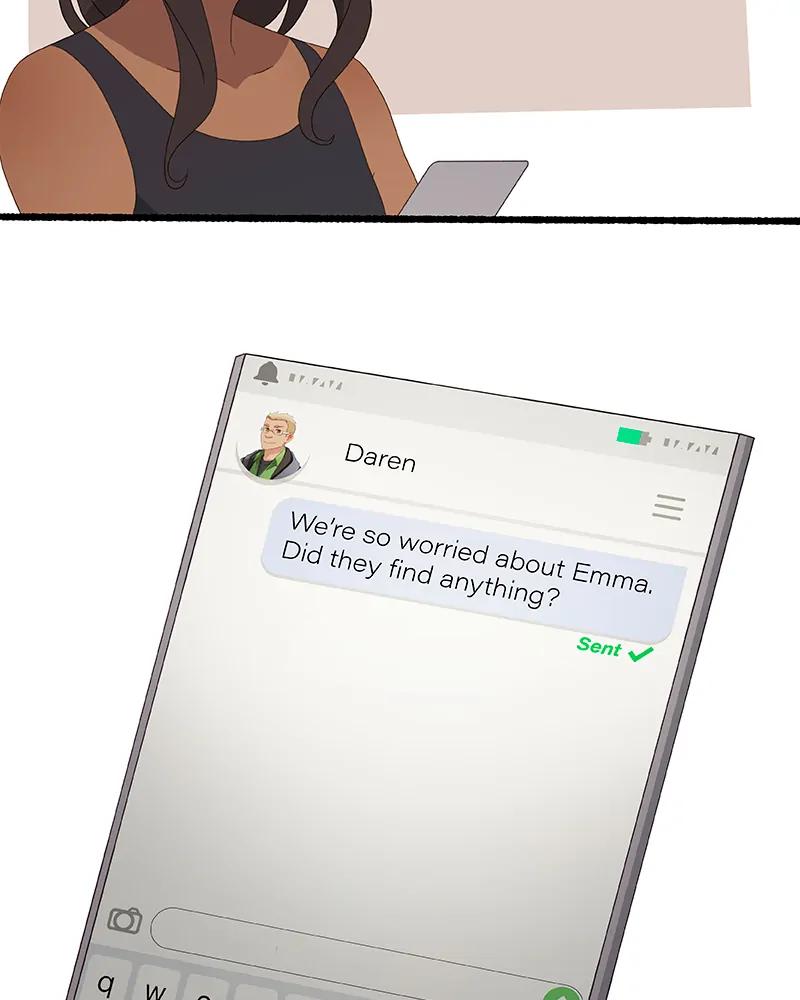 Daren
We're so worried about Emma.
Did they find anything?
Sent
q w